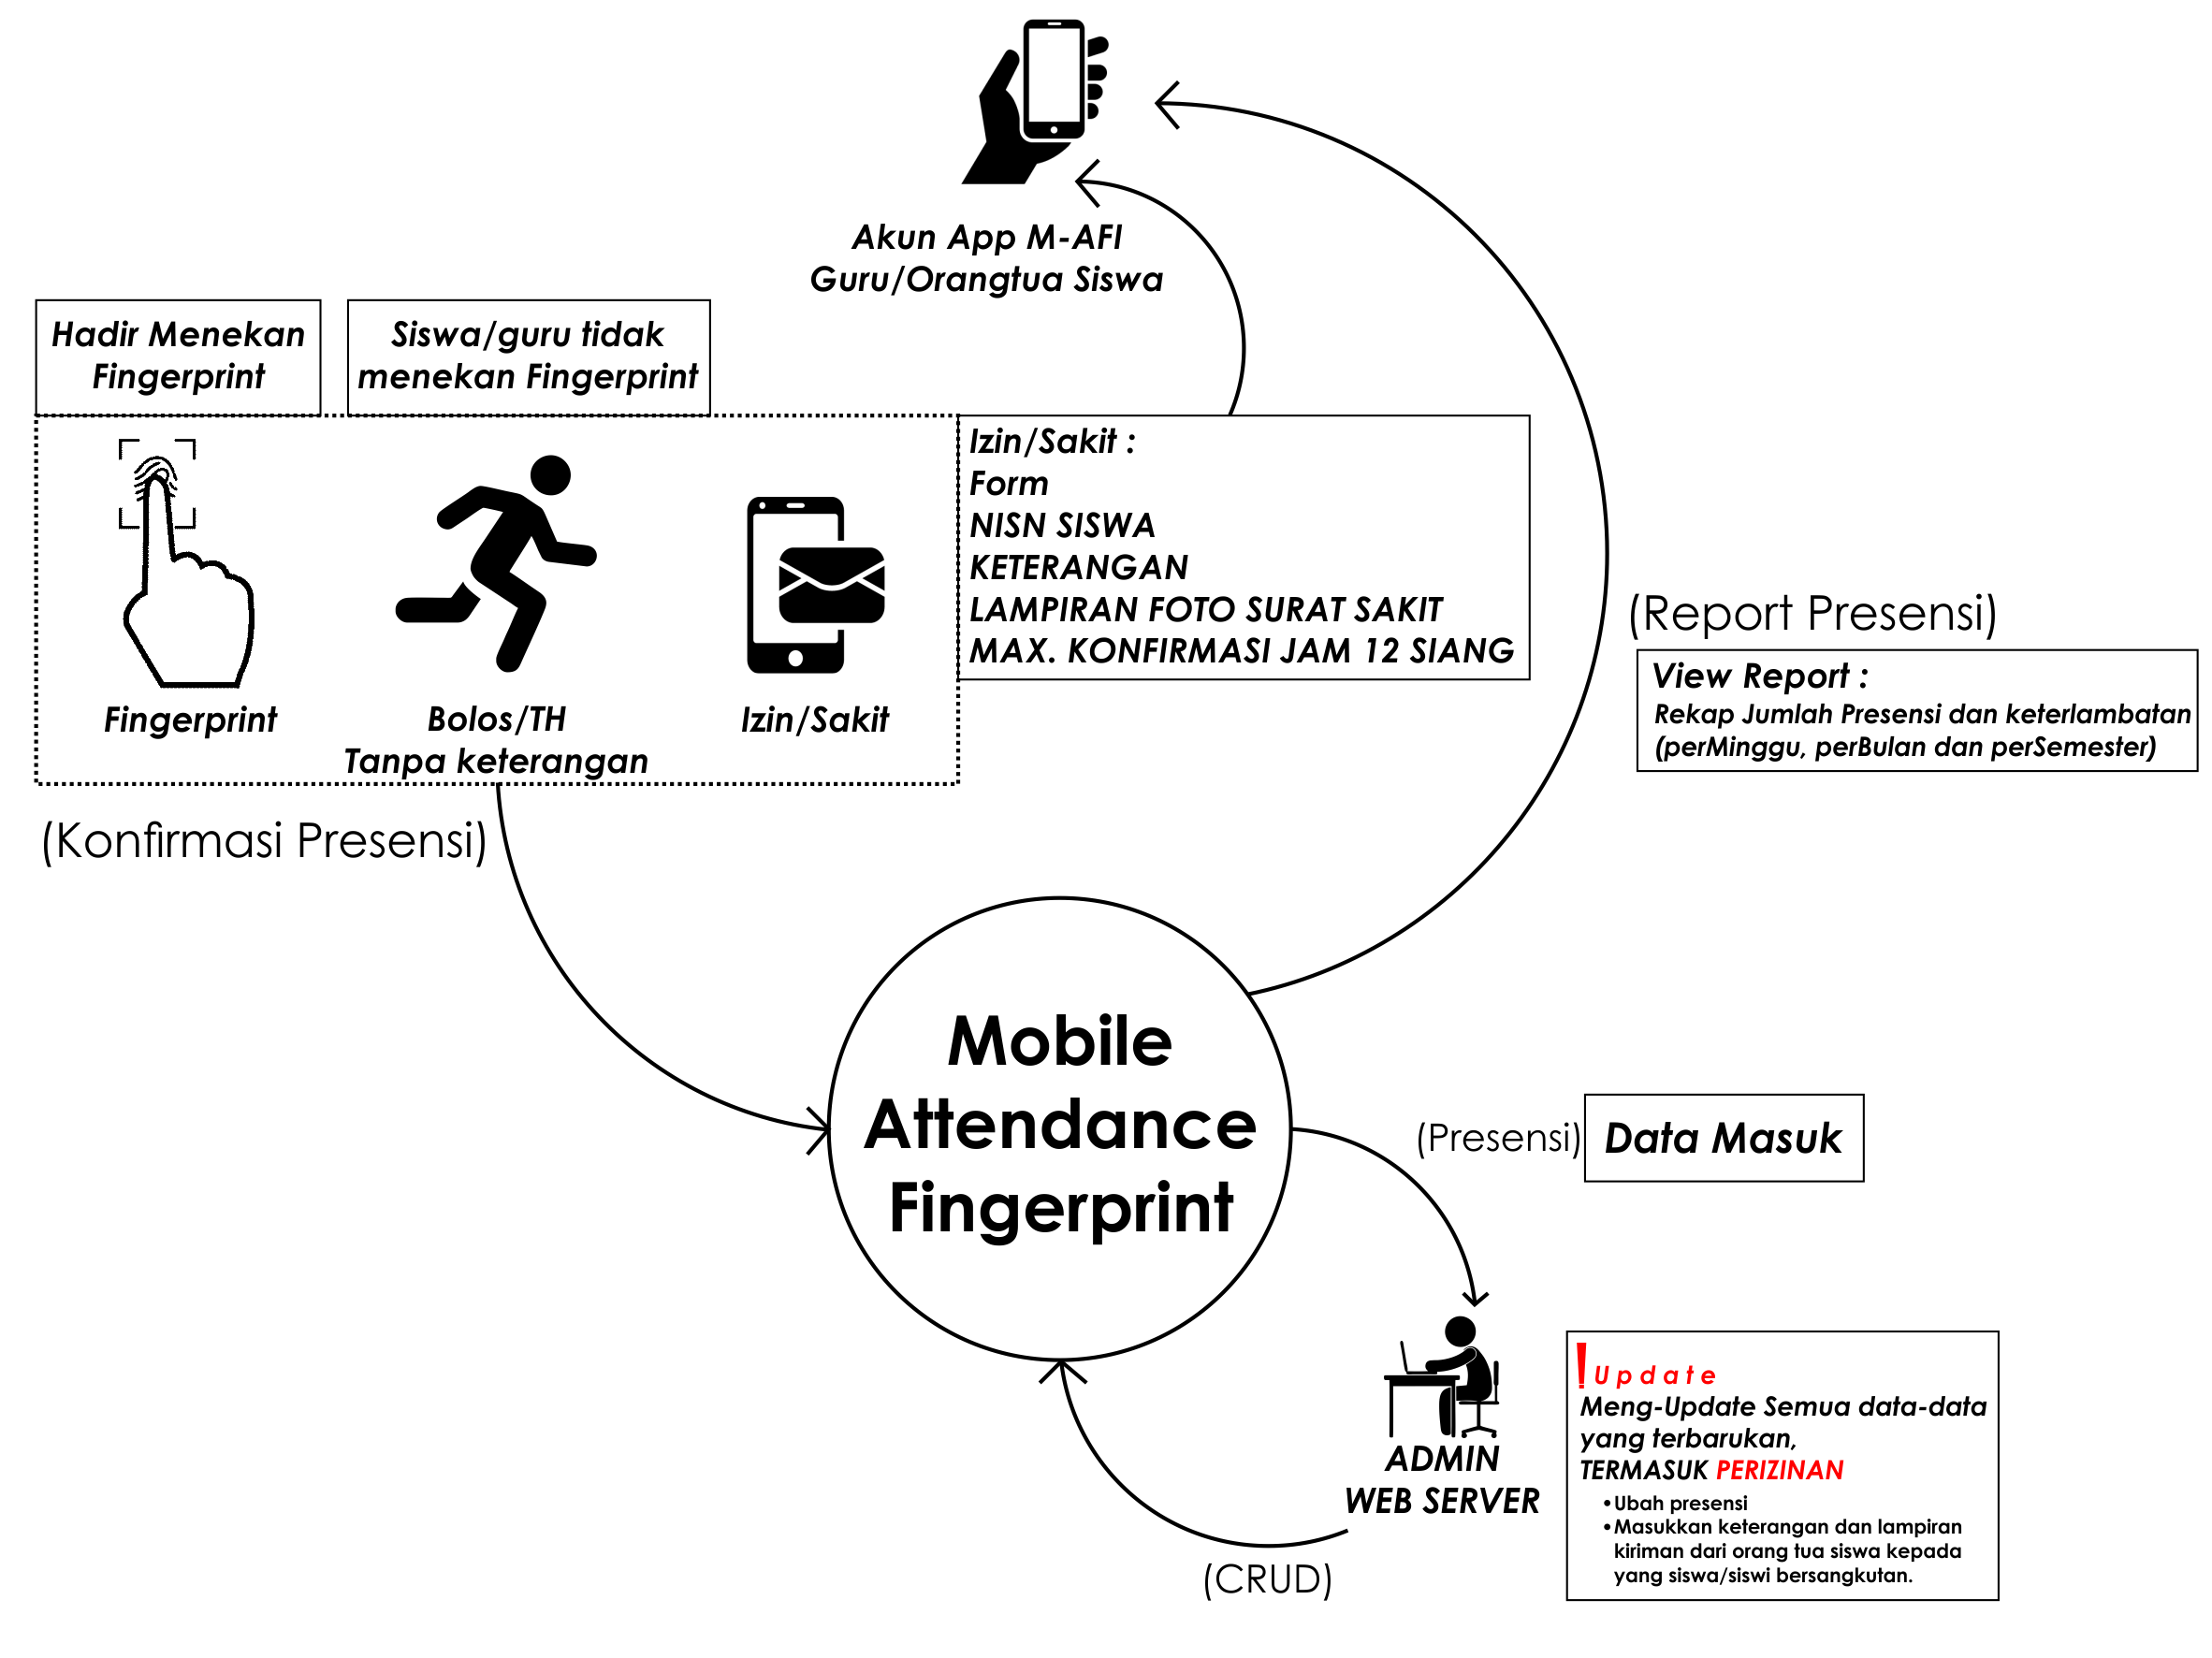 Akun App M-AFI
Guru/Orangtua Siswa
Hadir Menekan
Fingerprint
Siswa/guru tidak
menekan Fingerprint
Izin/Sakit :
Form
NISN SISWA
KETERANGAN
LAMPIRAN FOTO SURAT SAKIT
MAX. KONFIRMASI JAM 12 SIANG
Fingerprint
Bolos/TH
Tanpa keterangan
Izin/Sakit
(Konfirmasi Presensi)
(Report Presensi)
View Report :
Rekap Jumlah Presensi dan keterlambatan
(perMinggu, perBulan dan perSemester)
Mobile
Attendance
Fingerprint
(Presensi)
Data Masuk
ADMIN
WEB SERVER
(CRUD)
!Update
Meng-Update Semua data-data
yang terbarukan,
TERMASUK PERIZINAN
•Ubah presensi
•Masukkan keterangan dan lampiran
kiriman dari orang tua siswa kepada
yang siswa/siswi bersangkutan.